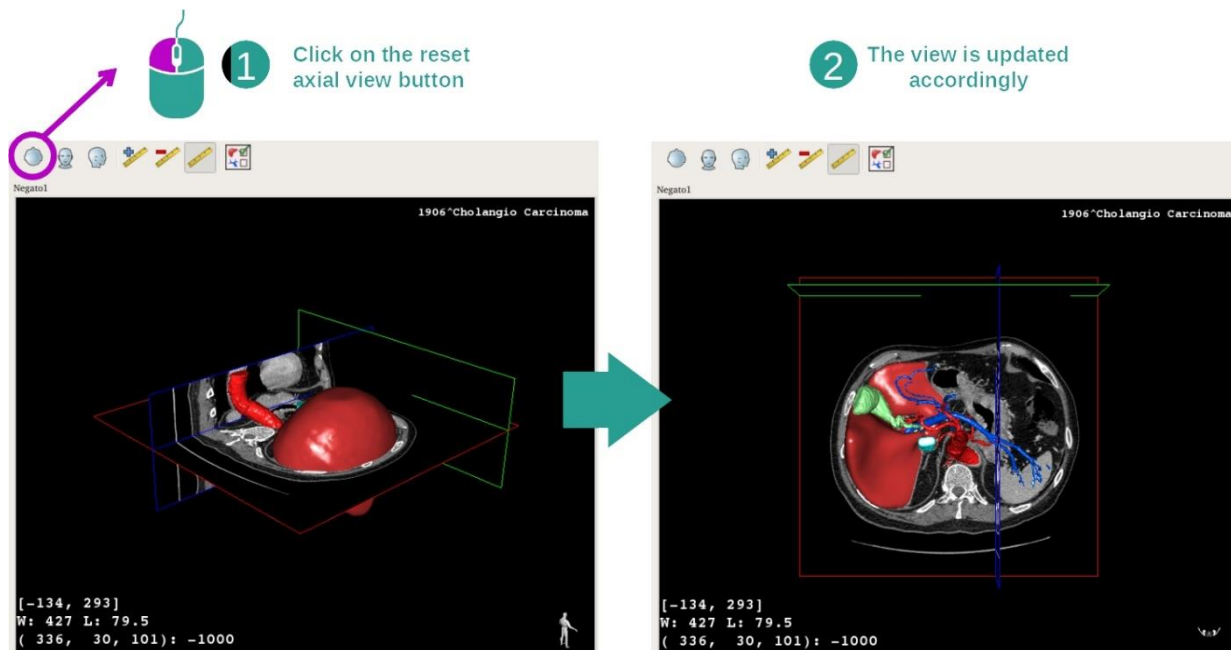 1
Click on the reset
axial view button
2
The view is updated
accordingly
Negato1
1906^Cholangio Carcinoma
[-134, 293]
W: 427 L: 79.5
( 336, 30, 101): -1000
Negato1
1906^Cholangio Carcinoma
[-134, 293]
W: 427 L: 79.5
( 336, 30, 101): -1000